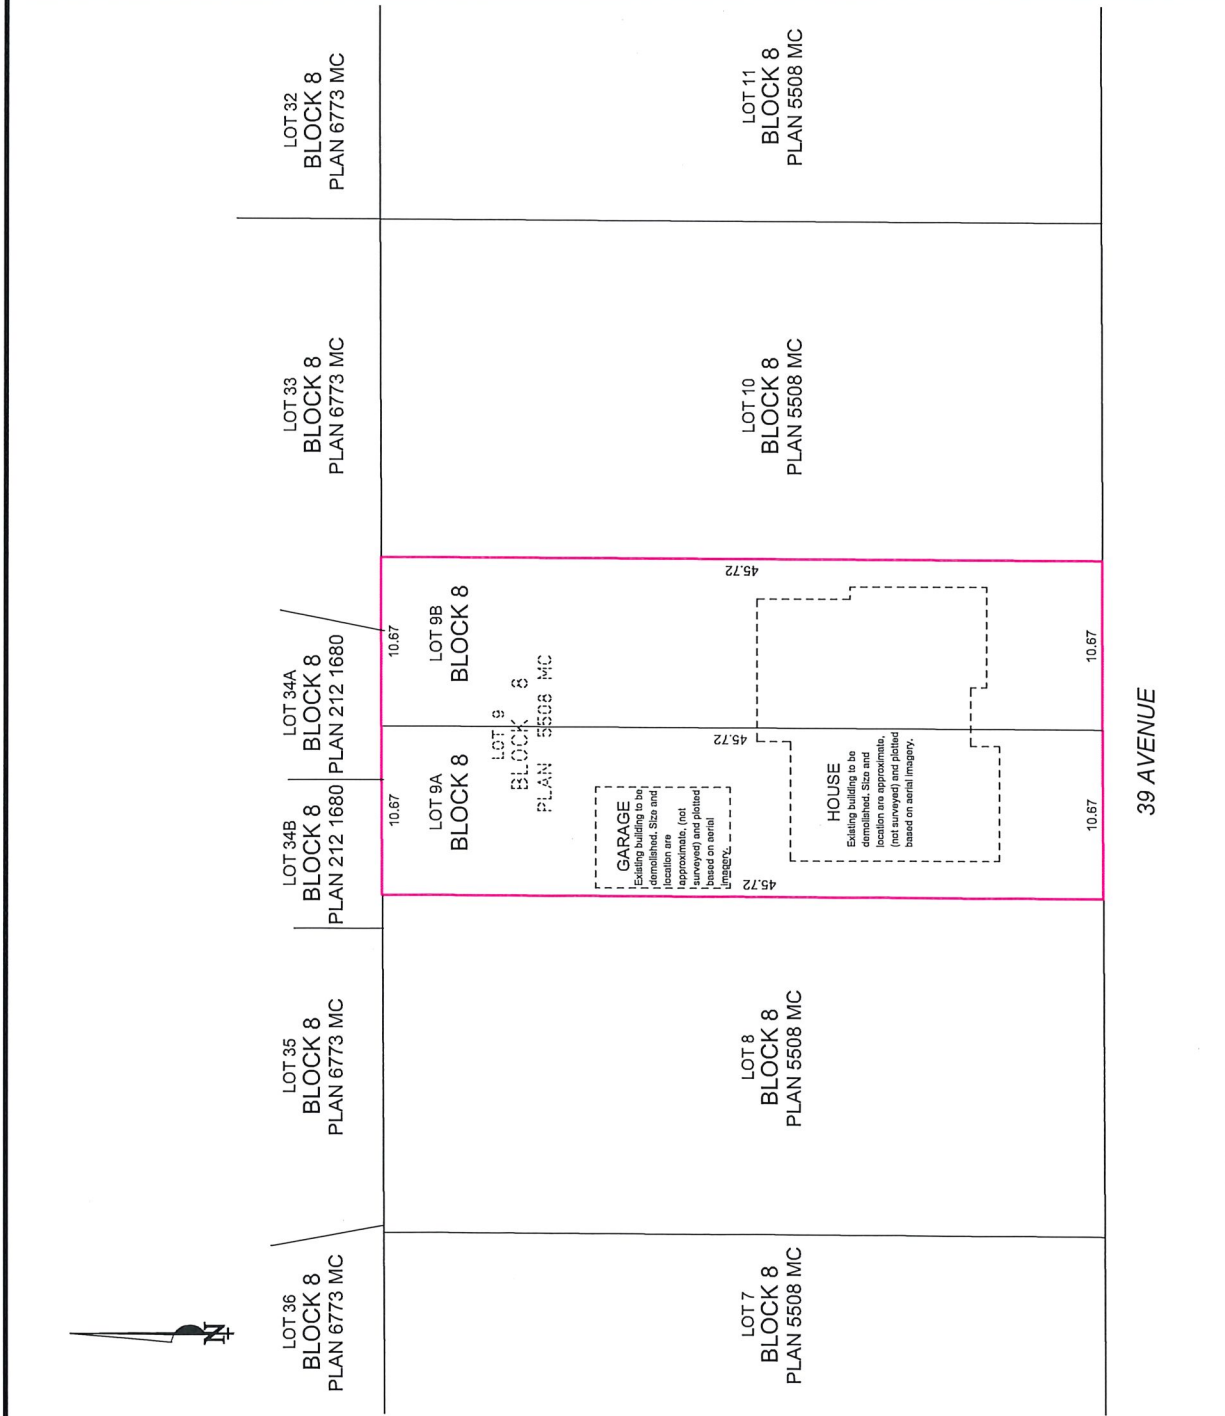 N
LOT 36
BLOCK 8
PLAN 6773 MC
LOT 35
BLOCK 8
PLAN 6773 MC
LOT 34B
BLOCK 8
PLAN 212 1680
LOT 34A
BLOCK 8
PLAN 212 1680
LOT 33
BLOCK 8
PLAN 6773 MC
LOT 32
BLOCK 8
PLAN 6773 MC
10.67
10.67
LOT 9A
BLOCK 8
LOT 9B
BLOCK 8
LOT 9
BLOCK 8
PLAN 5508 MC
GARAGE
Existing building to be
demolished. Size and
location are
approximate, (not
surveyed) and plotted
based on aerial
imagery.
45.72
45.72
45.72
LOT 7
BLOCK 8
PLAN 5508 MC
LOT 8
BLOCK 8
PLAN 5508 MC
LOT 10
BLOCK 8
PLAN 5508 MC
LOT 11
BLOCK 8
PLAN 5508 MC
HOUSE
Existing building to be
demolished. Size and
location are approximate,
(not surveyed) and plotted
based on aerial imagery.
10.67
10.67
39 AVENUE